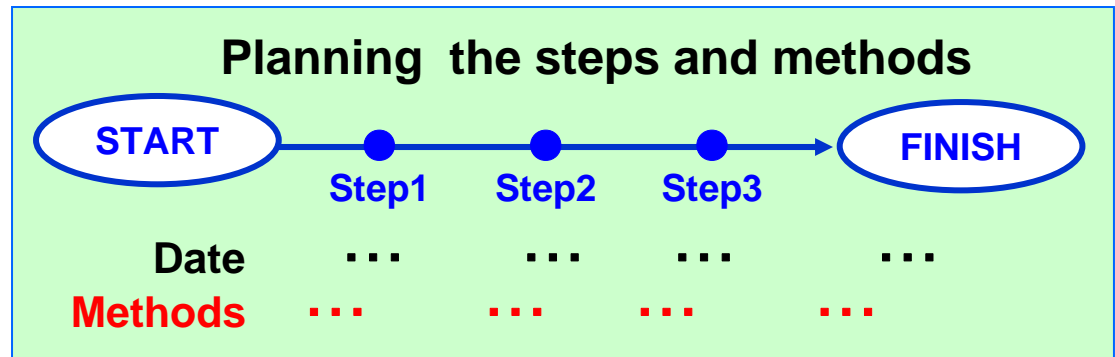 Planning the steps and methods
START FINISH
Step1 Step2 Step3
Date ... ... ... ...
Methods ... ... ... ...